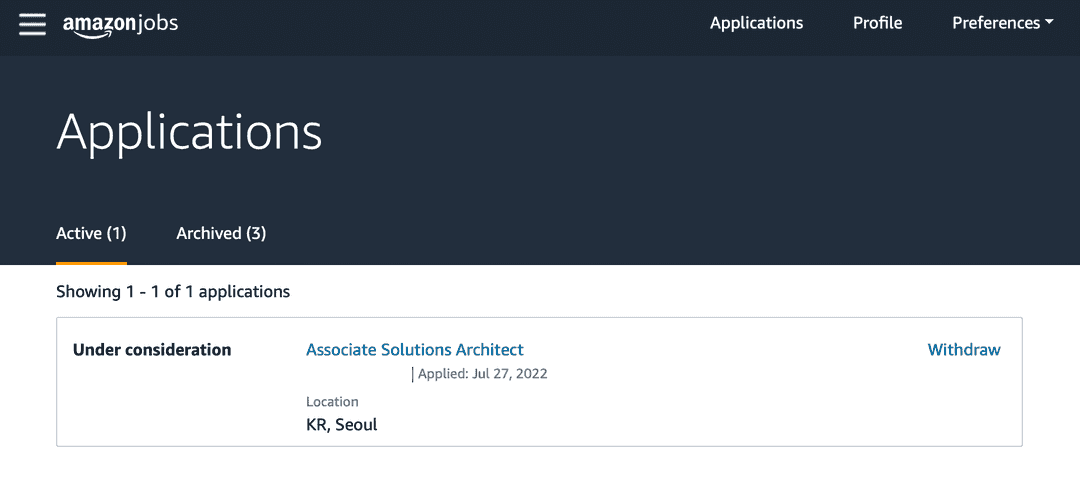 amazonjobs Applications Profile Preferences
Applications
Active (1) Archived (3)
Showing 1 - 1 of 1 applications
Under consideration Associate Solutions Architect Withdraw
| Applied: Jul 27, 2022
Location
KR, Seoul